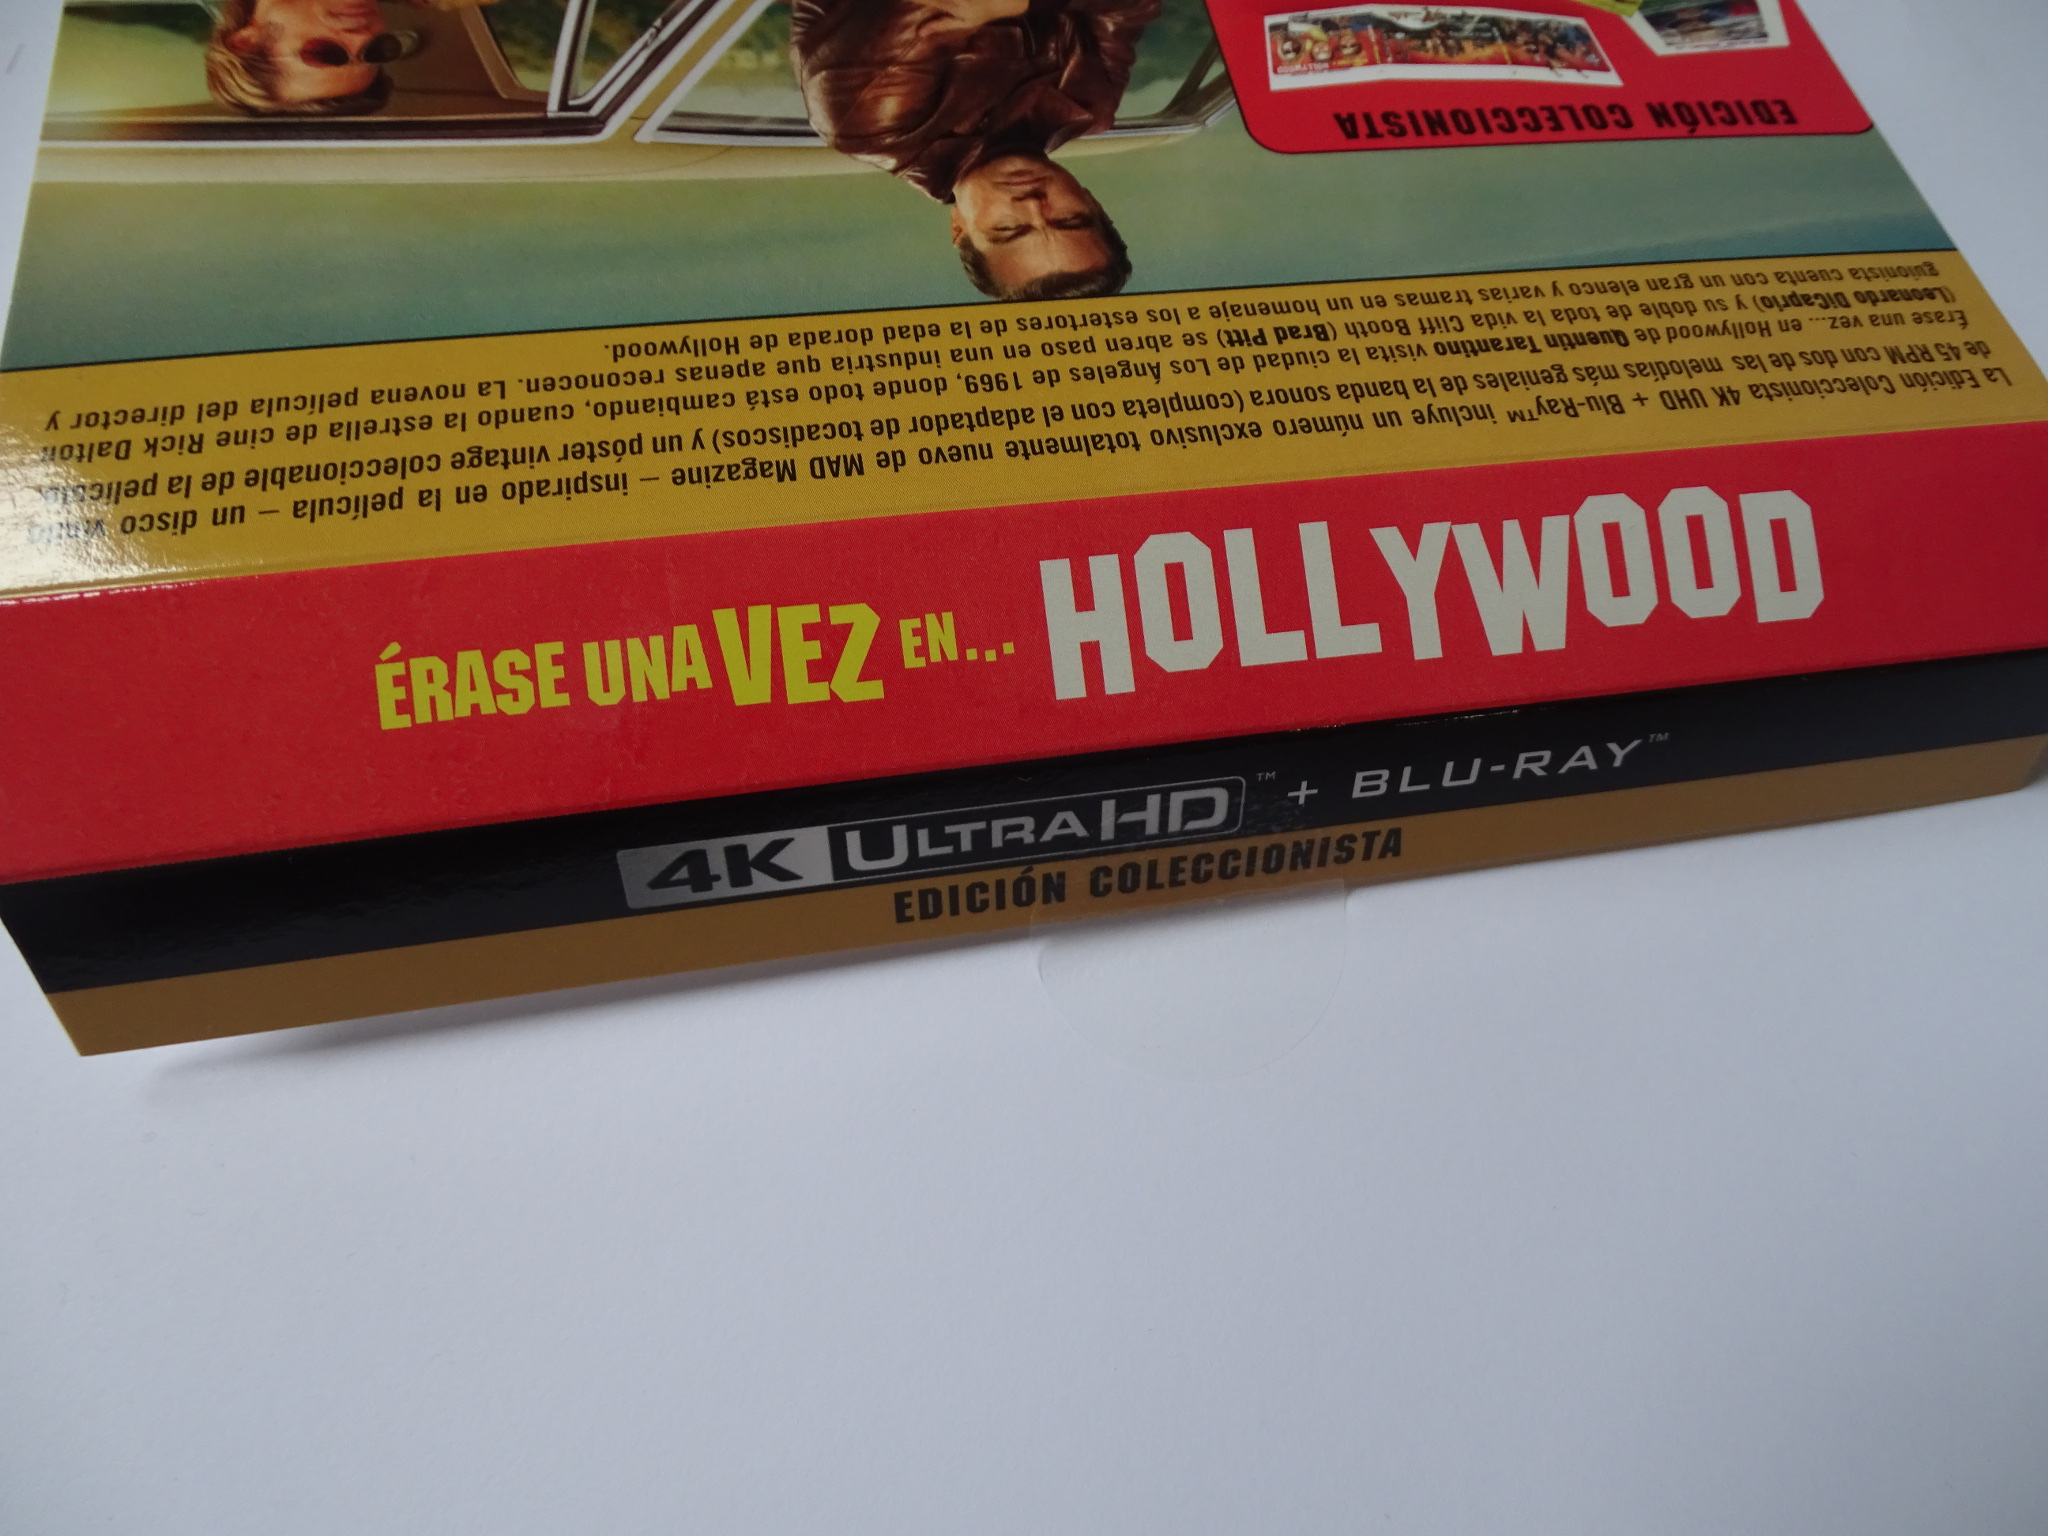 EDICIÓN COLECCIONISTA
La Edición Coleccionista 4K UHD + Blu-Ray™ incluye un número exclusivo totalmente nuevo de MAD Magazine – inspirado en la película – un disco vinilo
de 45 RPM con dos de las melodías más geniales de la banda sonora (completa con el adaptador de tocadiscos) y un póster vintage coleccionable de la película.
Érase una vez... en Hollywood de Quentin Tarantino visita la ciudad de Los Ángeles de 1969, donde todo está cambiando, cuando la estrella de cine Rick Dalton
(Leonardo DiCaprio) y su doble de toda la vida Cliff Booth (Brad Pitt) se abren paso en una industria que apenas reconocen. La novena película del director y
guionista cuenta con un gran elenco y varias tramas en un homenaje a los estertores de la edad dorada de Hollywood.
ÉRASE UNA VEZ EN... HOLLYWOOD
4K ULTRA HD™ + BLU-RAY™
EDICIÓN COLECCIONISTA